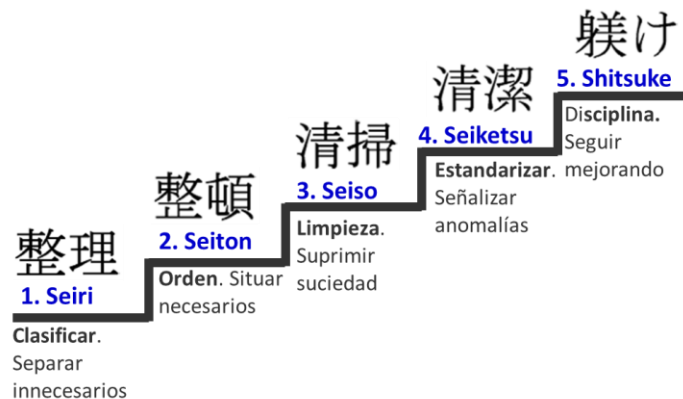 整理
1. Seiri
Clasificar.
Separar
innecesarios
整頓
2. Seiton
Orden. Situar
necesarios
清掃
3. Seiso
Limpieza.
Suprimir
suciedad
清潔
4. Seiketsu
Estandarizar.
Señalizar
anomalías
躾け
5. Shitsuke
Disciplina.
Seguir
mejorando